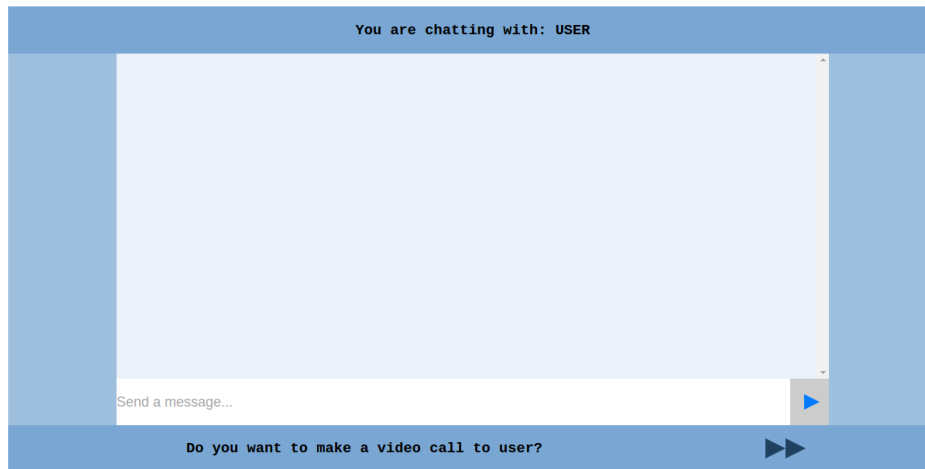 You are chatting with: USER
Send a message...
Do you want to make a video call to user?